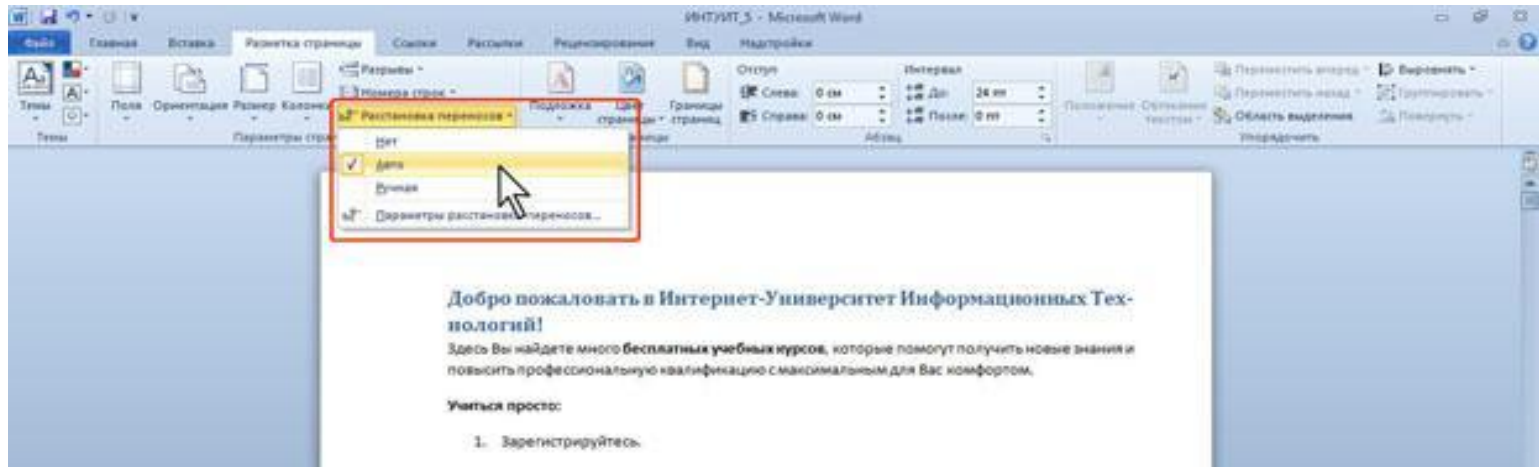 ИНТУИТ_5 - Microsoft Word
Файл Главная Вставка Разметка страницы Ссылки Рассылки Рецензирование Вид Надстройки
Темы
Поля Ориентация Размер Колонки
Разрывы
Номера строк
Расстановка переносов
Подложка Цвет страницы Границы страниц
Отступ
Слева: 0 см
Справа: 0 см
Интервал
До: 24 пт
После: 0 пт
Положение Обтекание текстом
Переместить вперед
Переместить назад
Область выделения
Выровнять
Группировать
Повернуть
Темы
Параметры стра
Абзац
Упорядочить
Нет
Авто
Ручная
Параметры расстановки переносов...
Добро пожаловать в Интернет-Университет Информационных Тех-
нологий!
Здесь Вы найдете много бесплатных учебных курсов, которые помогут получить новые знания и
повысить профессиональную квалификацию с максимальным для Вас комфортом.
Учиться просто:
1. Зарегистрируйтесь.